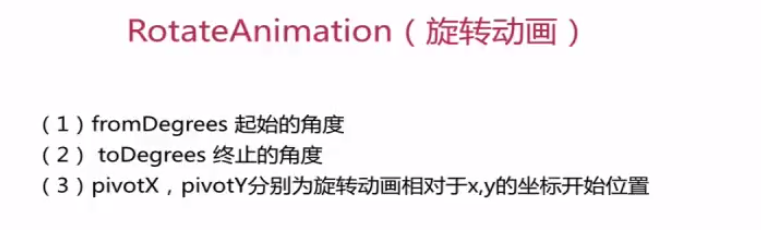 RotateAnimation（旋转动画）
（1）fromDegrees 起始的角度
（2） toDegrees 终止的角度
（3）pivotX，pivotY分别为旋转动画相对于x,y的坐标开始位置